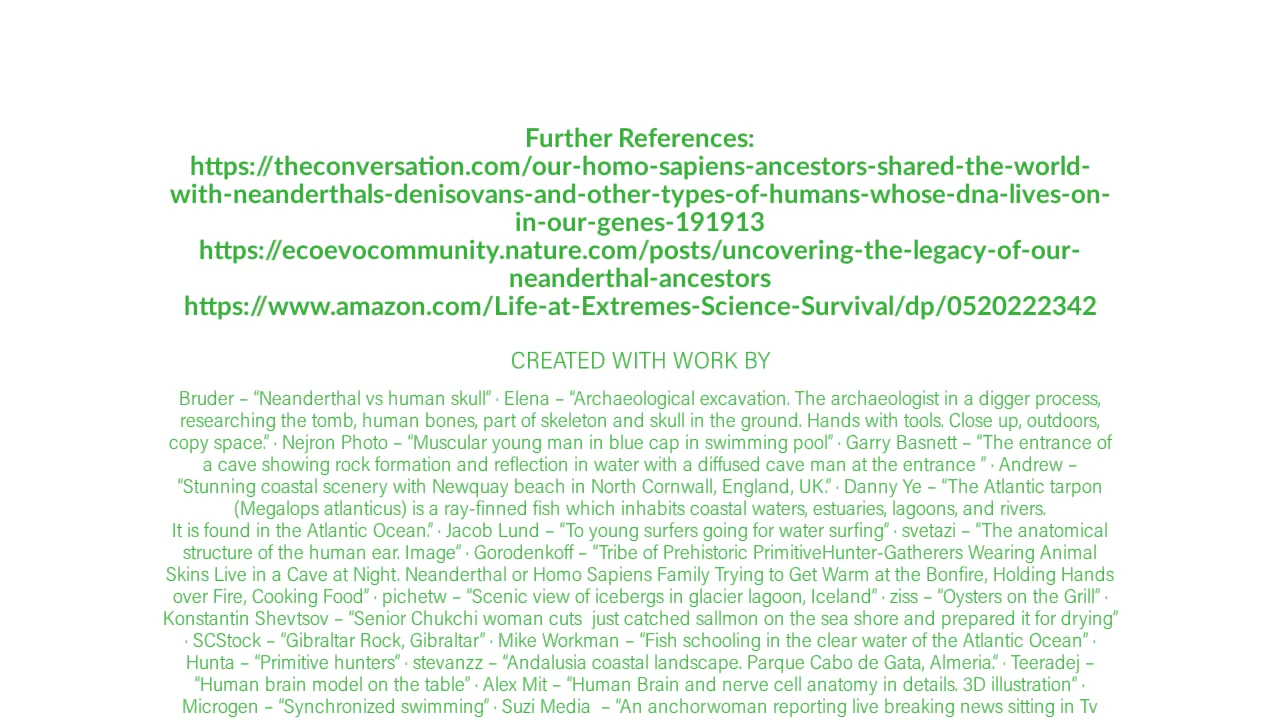 Further References:
https://theconversation.com/our-homo-sapiens-ancestors-shared-the-world-
with-neanderthals-denisovans-and-other-types-of-humans-whose-dna-lives-on-
in-our-genes-191913
https://ecoevocommunity.nature.com/posts/uncovering-the-legacy-of-our-
neanderthal-ancestors
https://www.amazon.com/Life-at-Extremes-Science-Survival/dp/0520222342
CREATED WITH WORK BY
Bruder – “Neanderthal vs human skull” · Elena – “Archaeological excavation. The archaeologist in a digger process,
researching the tomb, human bones, part of skeleton and skull in the ground. Hands with tools. Close up, outdoors,
copy space.” · Nejron Photo – “Muscular young man in blue cap in swimming pool” · Garry Basnett – “The entrance of
a cave showing rock formation and reflection in water with a diffused cave man at the entrance ” · Andrew –
“Stunning coastal scenery with Newquay beach in North Cornwall, England, UK.” · Danny Ye – “The Atlantic tarpon
(Megalops atlanticus) is a ray-finned fish which inhabits coastal waters, estuaries, lagoons, and rivers.
It is found in the Atlantic Ocean.” · Jacob Lund – “To young surfers going for water surfing” · svetazi – “The anatomical
structure of the human ear. Image” · Gorodenkoff – “Tribe of Prehistoric PrimitiveHunter-Gatherers Wearing Animal
Skins Live in a Cave at Night. Neanderthal or Homo Sapiens Family Trying to Get Warm at the Bonfire, Holding Hands
over Fire, Cooking Food” · pichetw – “Scenic view of icebergs in glacier lagoon, Iceland” · ziss – “Oysters on the Grill” ·
Konstantin Shevtsov – “Senior Chukchi woman cuts  just catched sallmon on the sea shore and prepared it for drying”
· SCStock – “Gibraltar Rock, Gibraltar” · Mike Workman – “Fish schooling in the clear water of the Atlantic Ocean” ·
Hunta – “Primitive hunters” · stevanzz – “Andalusia coastal landscape. Parque Cabo de Gata, Almeria.” · Teeradej –
“Human brain model on the table” · Alex Mit – “Human Brain and nerve cell anatomy in details. 3D illustration” ·
Microgen – “Synchronized swimming” · Suzi Media  – “An anchorwoman reporting live breaking news sitting in Tv